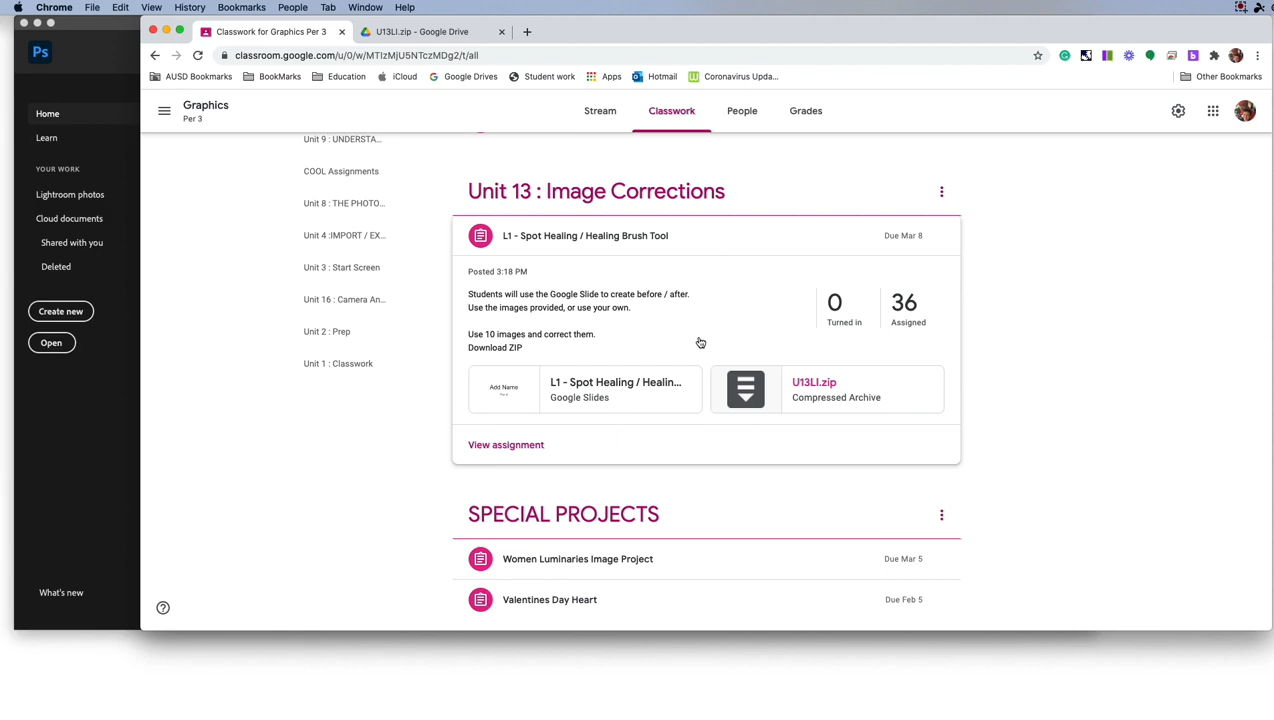 Chrome File Edit View History Bookmarks People Tab Window Help
Classwork for Graphics Per 3
U13LI.zip - Google Drive
classroom.google.com/u/0/w/MTIzMjU5NTczMDg2/t/all
AUSD Bookmarks BookMarks Education iCloud Google Drives Student work Apps Hotmail Coronavirus Upda... Other Bookmarks
Ps
Home
Learn
YOUR WORK
Lightroom photos
Cloud documents
Shared with you
Deleted
Create new
Open
What's new
Graphics
Per 3
Stream Classwork People Grades
Unit 9 : UNDERSTA...
COOL Assignments
Unit 8 : THE PHOTO...
Unit 4 :IMPORT / EX...
Unit 3 : Start Screen
Unit 16 : Camera An...
Unit 2 : Prep
Unit 1 : Classwork
Unit 13 : Image Corrections
L1 - Spot Healing / Healing Brush Tool Due Mar 8
Posted 3:18 PM
Students will use the Google Slide to create before / after.
Use the images provided, or use your own.
Use 10 images and correct them.
Download ZIP
0
Turned in
36
Assigned
Add Name
L1 - Spot Healing / Healin...
Google Slides
U13LI.zip
Compressed Archive
View assignment
SPECIAL PROJECTS
Women Luminaries Image Project Due Mar 5
Valentines Day Heart Due Feb 5